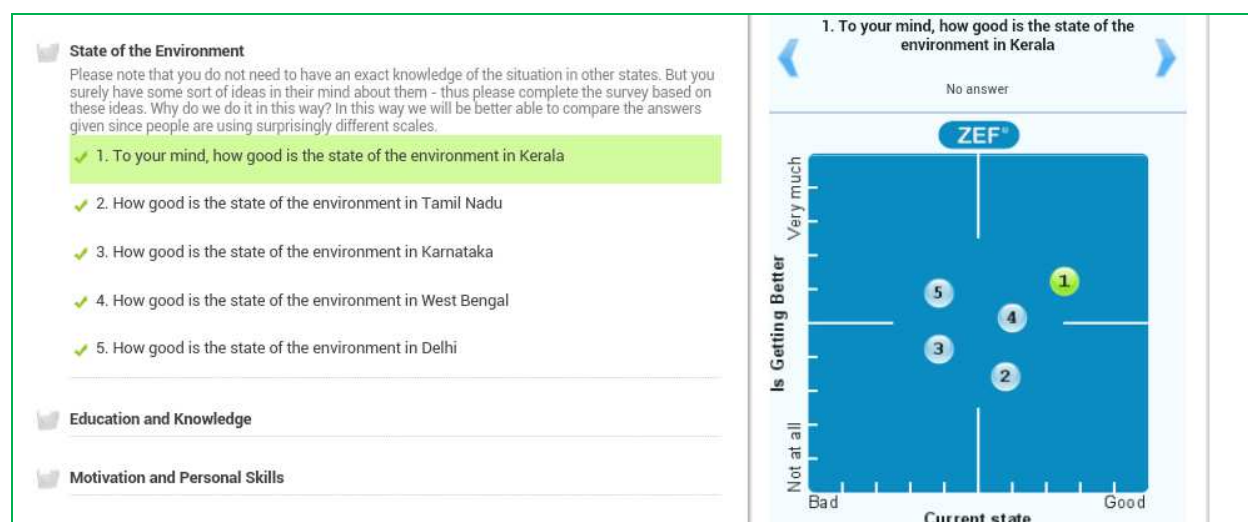 State of the Environment
Please note that you do not need to have an exact knowledge of the situation in other states. But you
surely have some sort of ideas in their mind about them - thus please complete the survey based on
these ideas. Why do we do it in this way? In this way we will be better able to compare the answers
given since people are using surprisingly different scales.
1. To your mind, how good is the state of the environment in Kerala
2. How good is the state of the environment in Tamil Nadu
3. How good is the state of the environment in Karnataka
4. How good is the state of the environment in West Bengal
5. How good is the state of the environment in Delhi
Education and Knowledge
Motivation and Personal Skills
1. To your mind, how good is the state of the
environment in Kerala
No answer
ZEF®
Very much
Is Getting Better
Not at all
1
5
4
3
2
Bad
Good
Current state